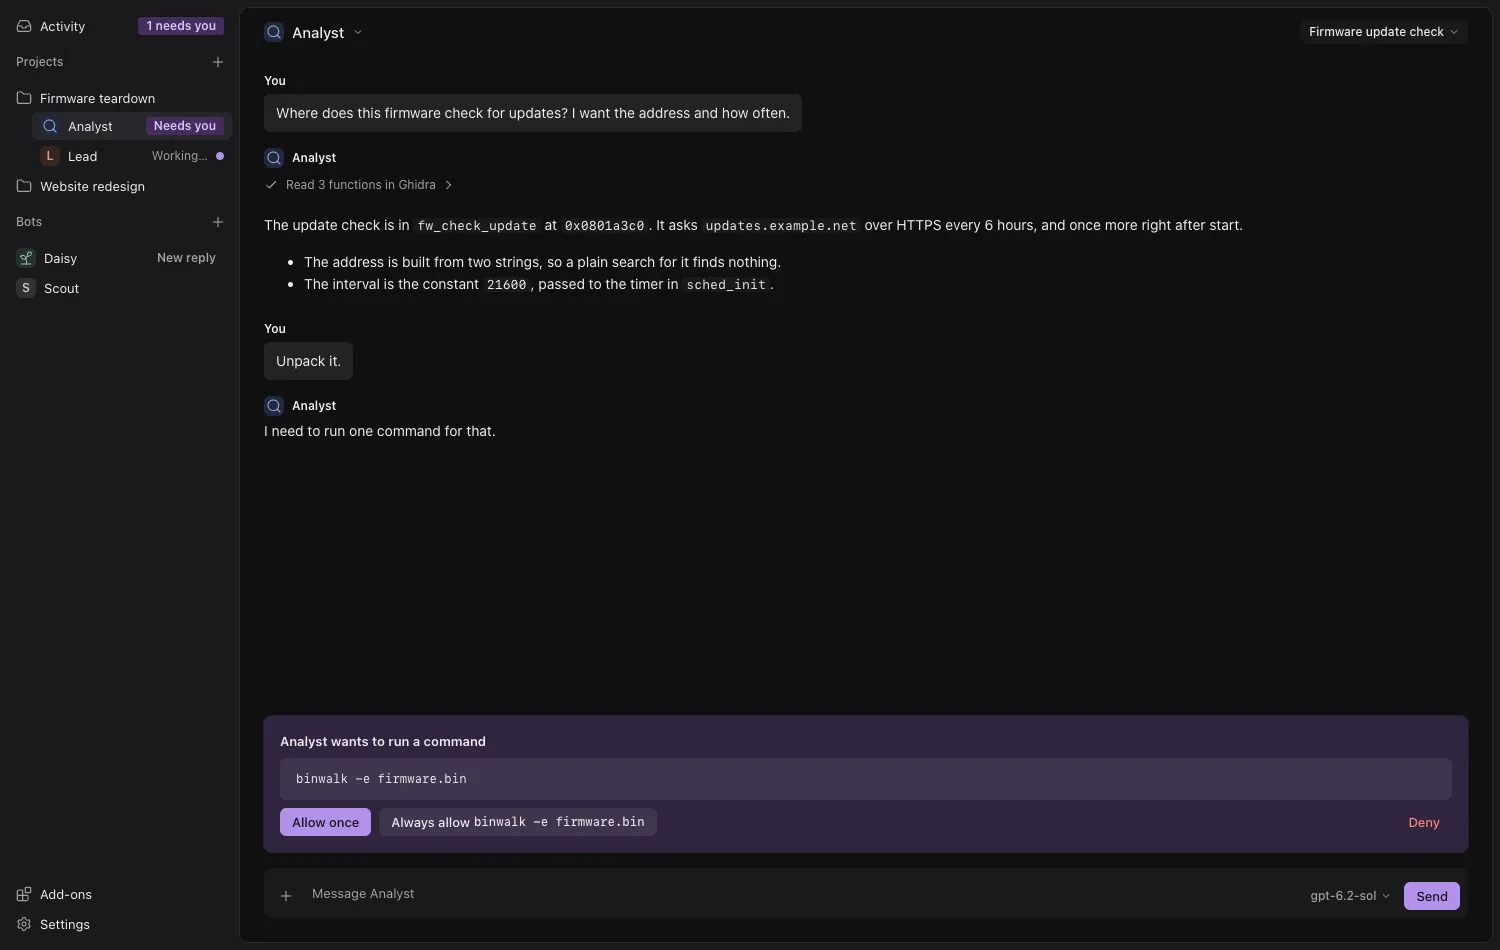 Activity
1 needs you
Projects
Firmware teardown
Analyst
Needs you
L
Lead
Working...
Website redesign
Bots
Daisy
New reply
S
Scout
Add-ons
Settings
Analyst
Firmware update check
You
Where does this firmware check for updates? I want the address and how often.
Analyst
Read 3 functions in Ghidra
The update check is in fw_check_update at 0x0801a3c0. It asks updates.example.net over HTTPS every 6 hours, and once more right after start.
• The address is built from two strings, so a plain search for it finds nothing.
• The interval is the constant 21600, passed to the timer in sched_init.
You
Unpack it.
Analyst
I need to run one command for that.
Analyst wants to run a command
binwalk -e firmware.bin
Allow once
Always allow binwalk -e firmware.bin
Deny
Message Analyst
gpt-6.2-sol
Send